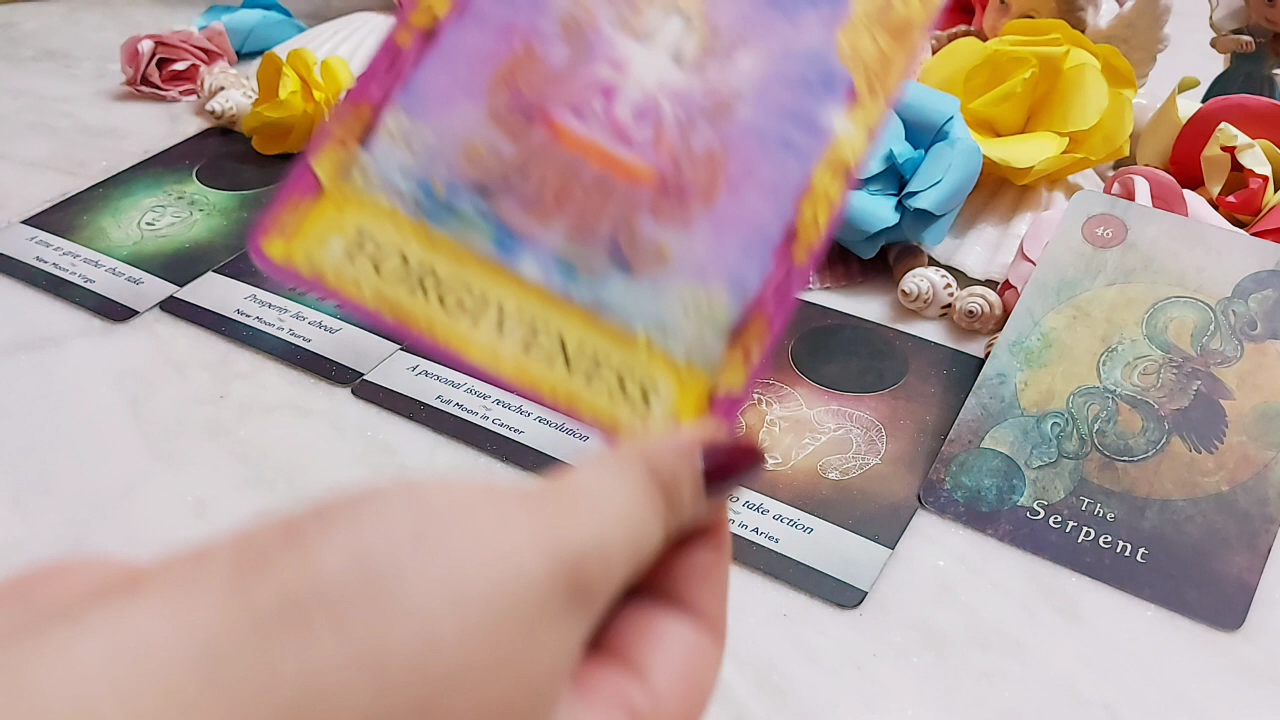 A time to give rather than take
New Moon in Virgo
Prosperity lies ahead
New Moon in Taurus
A personal issue reaches resolution
Full Moon in Cancer
FORGIVENESS
to take action
in Aries
46
The
Serpent